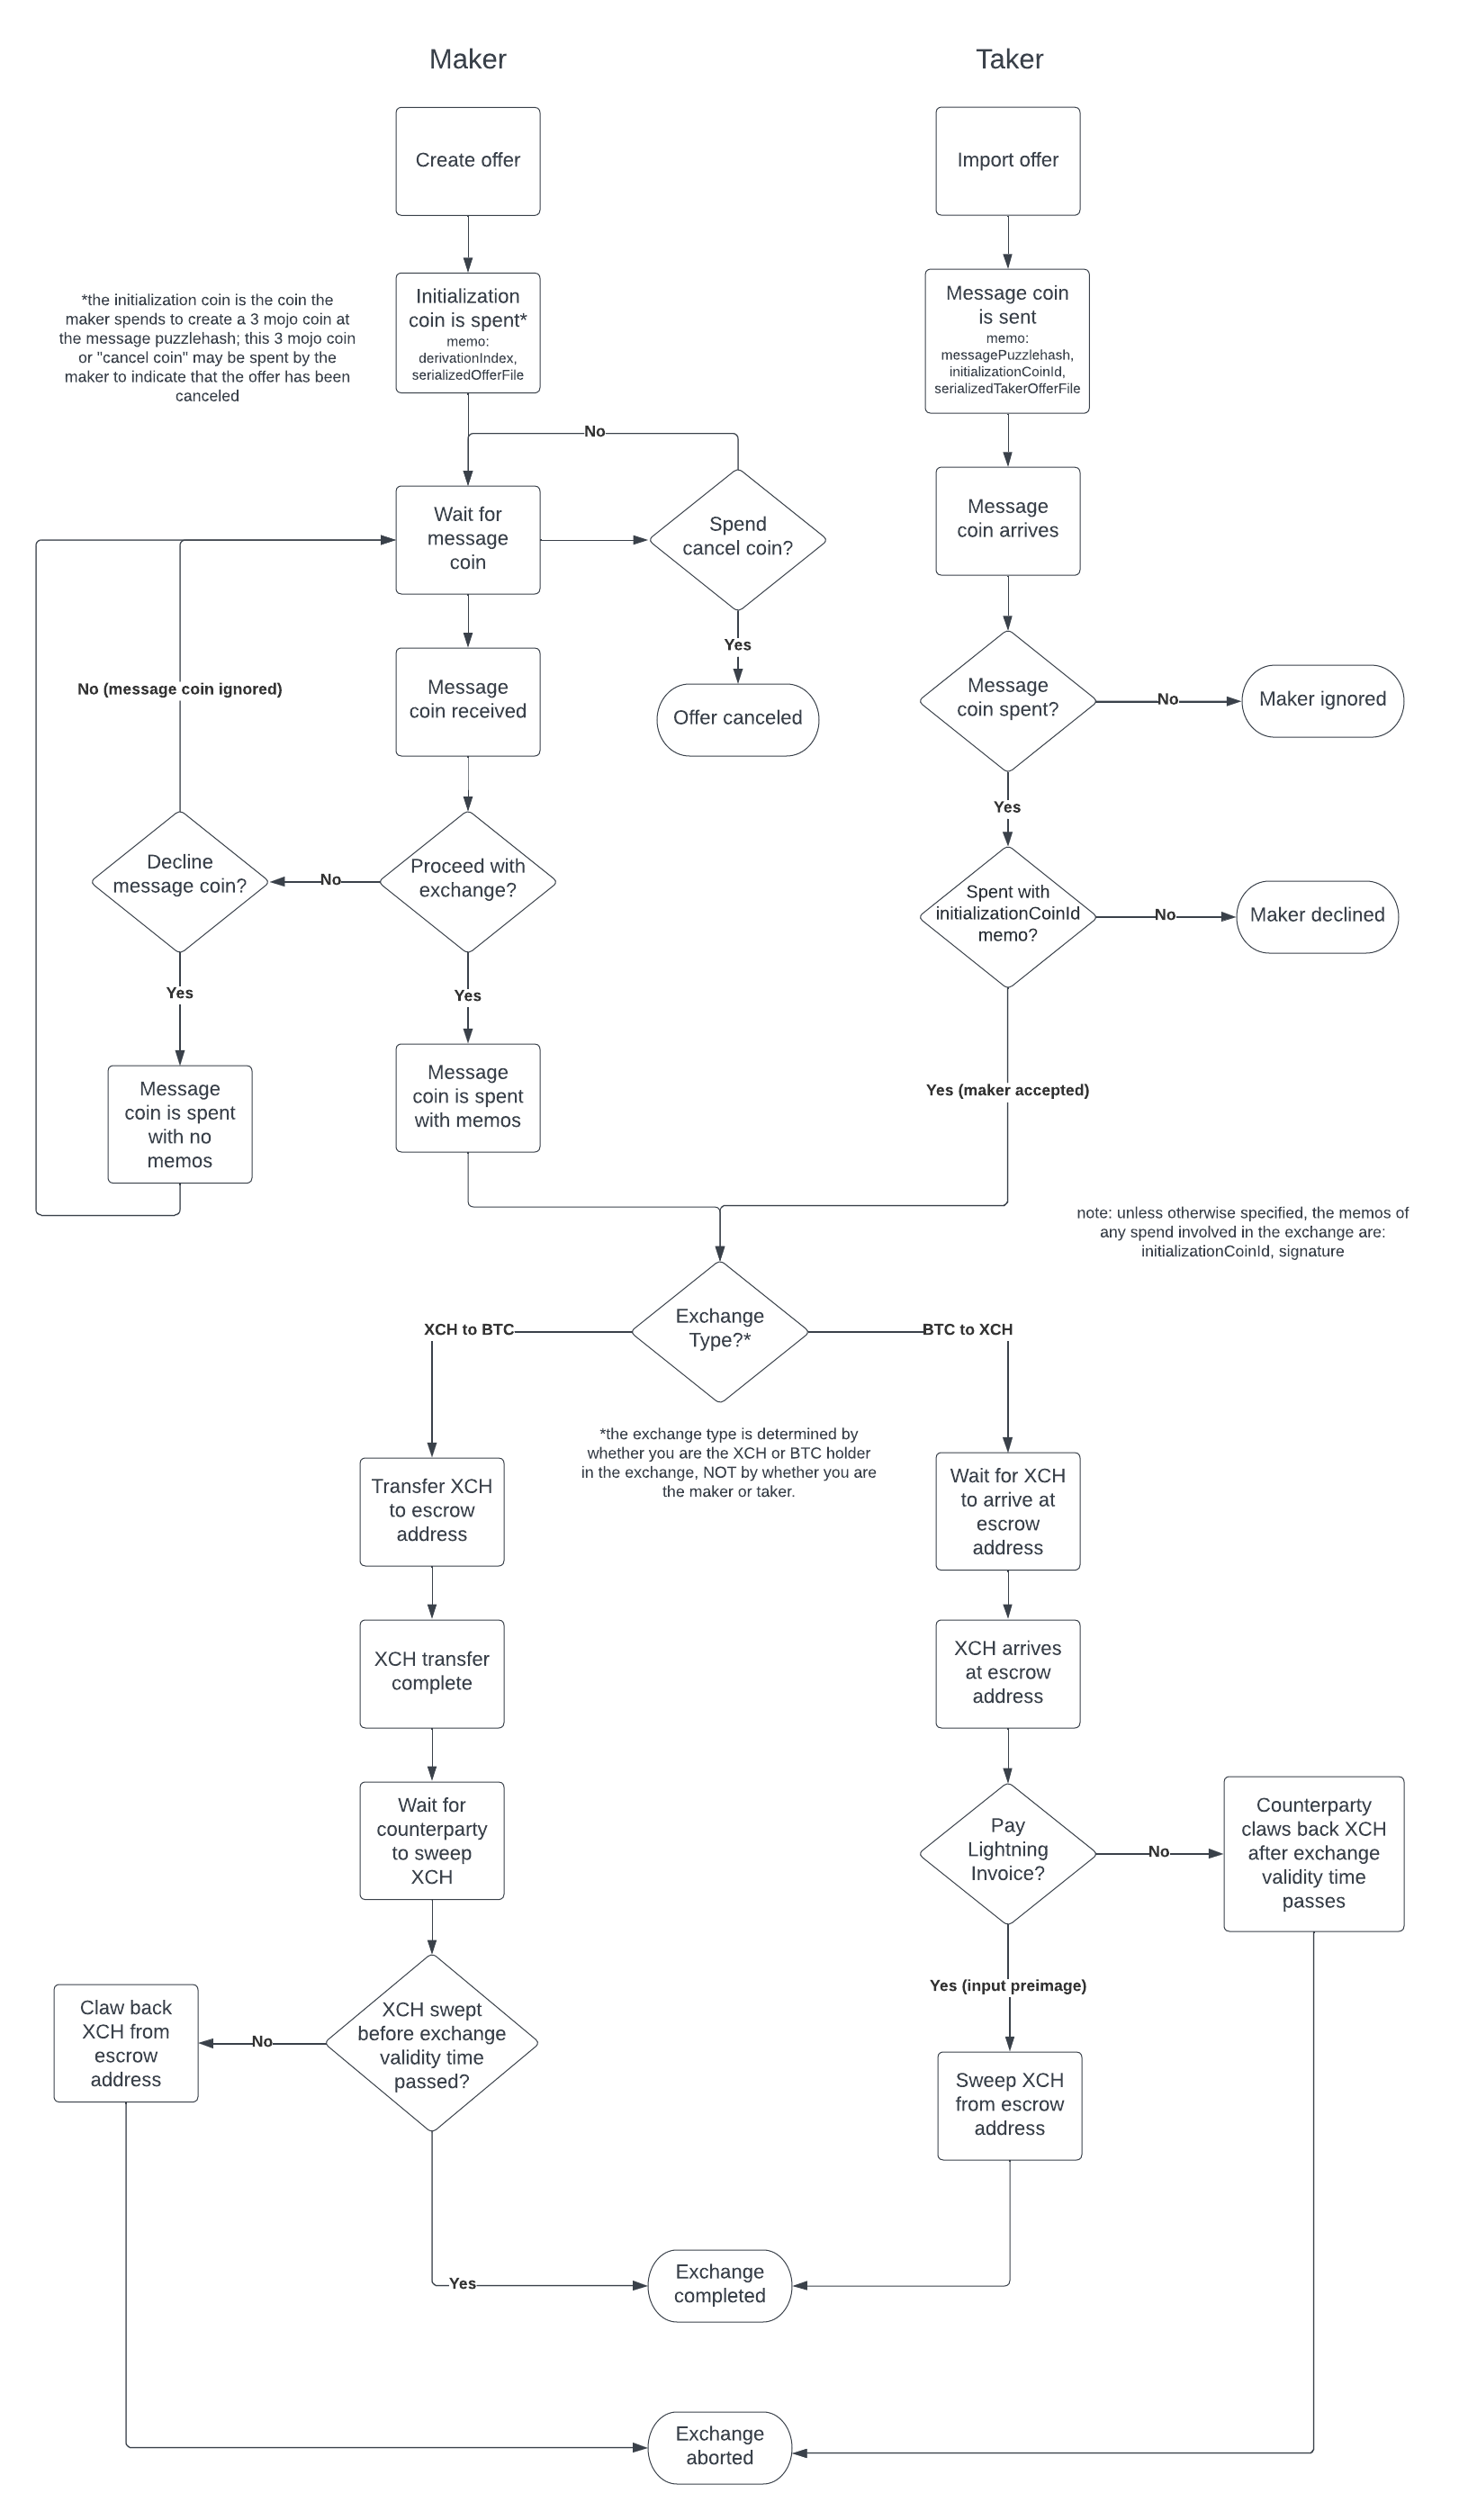 Maker
Taker
Create offer
Import offer
Initialization
coin is spent*
memo:
derivationIndex,
serializedOfferFile
Message coin
is sent
memo:
messagePuzzlehash,
initializationCoinId,
serializedTakerOfferFile
*the initialization coin is the coin the
maker spends to create a 3 mojo coin at
the message puzzlehash; this 3 mojo coin
or "cancel coin" may be spent by the
maker to indicate that the offer has been
canceled
No
Wait for
message
coin
Spend
cancel coin?
Message
coin arrives
Yes
Offer canceled
No (message coin ignored)
Message
coin received
Message
coin spent?
No
Maker ignored
Yes
Decline
message coin?
No
Proceed with
exchange?
Spent with
initializationCoinId
memo?
No
Maker declined
Yes
Yes
Message
coin is spent
with no
memos
Message
coin is spent
with memos
Yes (maker accepted)
note: unless otherwise specified, the memos of
any spend involved in the exchange are:
initializationCoinId, signature
Exchange
Type?*
XCH to BTC
BTC to XCH
*the exchange type is determined by
whether you are the XCH or BTC holder
in the exchange, NOT by whether you are
the maker or taker.
Transfer XCH
to escrow
address
Wait for XCH
to arrive at
escrow
address
XCH transfer
complete
XCH arrives
at escrow
address
Wait for
counterparty
to sweep
XCH
Pay
Lightning
Invoice?
No
Counterparty
claws back XCH
after exchange
validity time
passes
Yes (input preimage)
Claw back
XCH from
escrow
address
No
XCH swept
before exchange
validity time
passed?
Sweep XCH
from escrow
address
Yes
Exchange
completed
Exchange
aborted